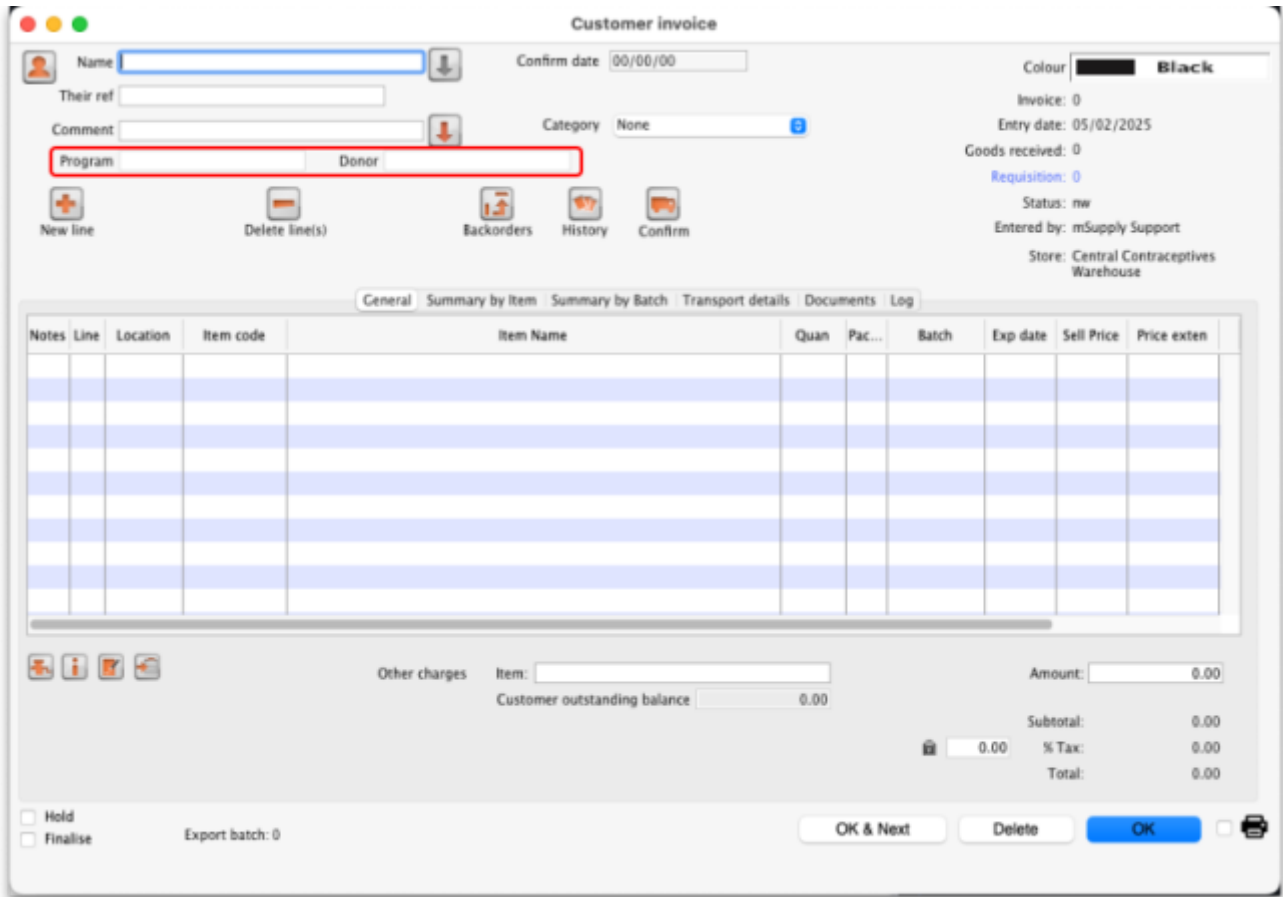 Customer invoice
Name
Confirm date 00/00/00
Colour Black
Their ref
Invoice: 0
Comment
Category None
Entry date: 05/02/2025
Goods received: 0
Program
Donor
Requisition: 0
Status: nw
New line
Delete line(s)
Backorders
History
Confirm
Entered by: mSupply Support
Store: Central Contraceptives
Warehouse
General Summary by Item Summary by Batch Transport details Documents Log
Notes Line Location Item code Item Name Quan Pac... Batch Exp date Sell Price Price exten
Other charges Item: Amount: 0.00
Customer outstanding balance 0.00
Subtotal: 0.00
0.00 % Tax: 0.00
Total: 0.00
Hold
Finalise
Export batch: 0
OK & Next
Delete
OK